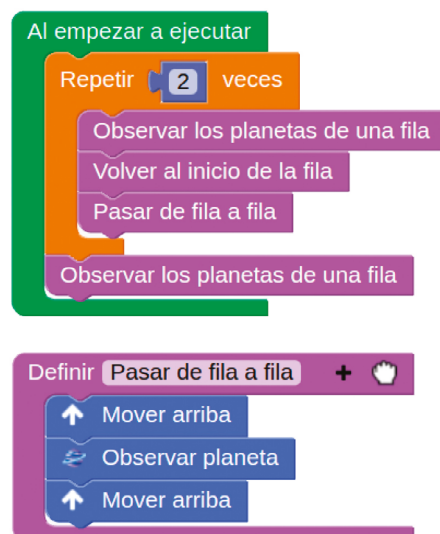 Al empezar a ejecutar
Repetir 2 veces
Observar los planetas de una fila
Volver al inicio de la fila
Pasar de fila a fila
Observar los planetas de una fila
Definir Pasar de fila a fila +
Mover arriba
Observar planeta
Mover arriba